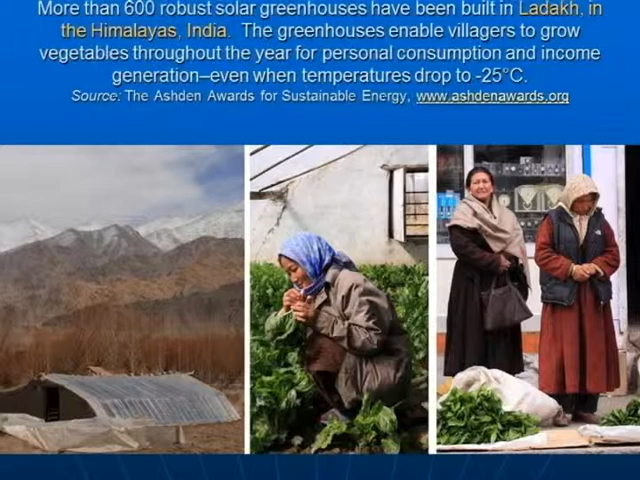 More than 600 robust solar greenhouses have been built in Ladakh, in
the Himalayas, India. The greenhouses enable villagers to grow
vegetables throughout the year for personal consumption and income
generation–even when temperatures drop to -25°C.
Source: The Ashden Awards for Sustainable Energy, www.ashdenawards.org